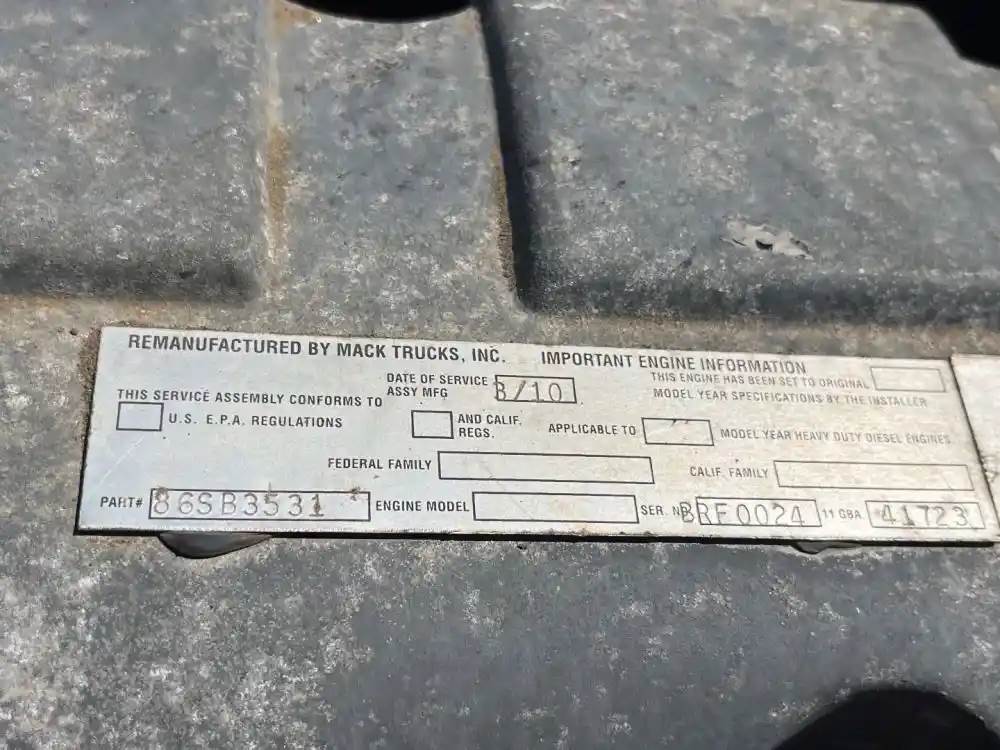 REMANUFACTURED BY MACK TRUCKS, INC. IMPORTANT ENGINE INFORMATION
THIS SERVICE ASSEMBLY CONFORMS TO
U.S. E.P.A. REGULATIONS
DATE OF SERVICE
ASSY MFG
3/10
AND CALIF.
REGS.
THIS ENGINE HAS BEEN SET TO ORIGINAL
MODEL YEAR SPECIFICATIONS BY THE INSTALLER
APPLICABLE TO MODEL YEAR HEAVY DUTY DIESEL ENGINES
FEDERAL FAMILY CALIF. FAMILY
PART# 86SB3531 ENGINE MODEL SER. Nº BRF0024 11 GBA. 41723